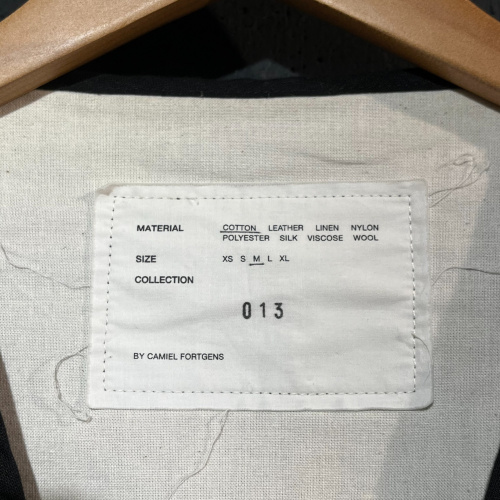 MATERIAL COTTON LEATHER LINEN NYLON
POLYESTER SILK VISCOSE WOOL
SIZE XS S M L XL
COLLECTION
013
BY CAMIEL FORTGENS